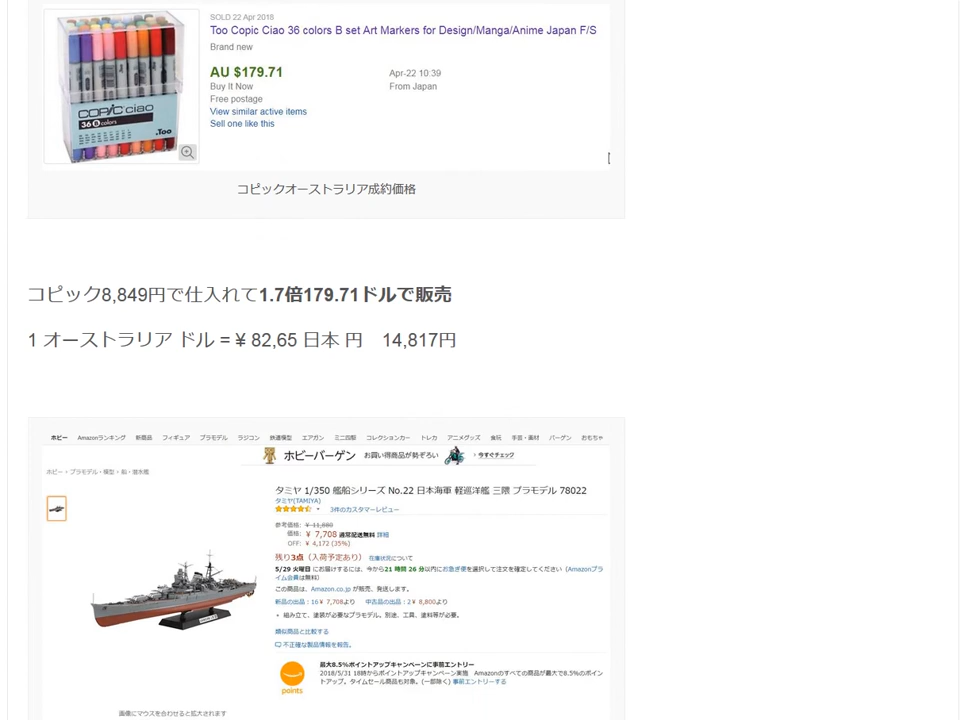 SOLD 22 Apr 2018
Too Copic Ciao 36 colors B set Art Markers for Design/Manga/Anime Japan F/S
Brand new
AU $179.71
Apr-22 10:39
Buy It Now
From Japan
Free postage
View similar active items
Sell one like this
COPIC ciao
36 B colors
.Too
コピックオーストラリア成約価格
コピック8,849円で仕入れて1.7倍179.71ドルで販売
1 オーストラリア ドル = ¥ 82,65 日本 円　14,817円
ホビー Amazonランキング 新商品 フィギュア プラモデル ラジコン 鉄道模型 エアガン ミニ四駆 コレクションカー トレカ アニメグッズ 食玩 手芸・画材 バーゲン おもちゃ
ホビーバーゲン お買い得商品が勢ぞろい › 今すぐチェック
ホビー › プラモデル・模型 › 船・潜水艦
タミヤ 1/350 艦船シリーズ No.22 日本海軍 軽巡洋艦 三隈 プラモデル 78022
タミヤ(TAMIYA)
3件のカスタマーレビュー
参考価格: ¥ 11,880
価格: ¥ 7,708 通常配送無料 詳細
OFF: ¥ 4,172 (35%)
残り3点（入荷予定あり） 在庫状況について
5/29 火曜日 にお届けするには、今から21 時間 26 分以内にお急ぎ便を選択して注文を確定してください（Amazonプラ
イム会員は無料）
この商品は、Amazon.co.jp が販売、発送します。
新品の出品：16¥ 7,708より 中古品の出品：2¥ 8,800より
• 組み立て、塗装が必要なプラモデル。別途、工具、塗料等が必要。
類似商品と比較する
不正確な製品情報を報告。
最大8.5%ポイントアップキャンペーンに事前エントリー
2018/5/31 18時からポイントアップキャンペーン実施 Amazonのすべての商品が最大で8.5%のポイン
トアップ。タイムセール商品も対象。(一部除く) 事前エントリーする
points
画像にマウスを合わせると拡大されます